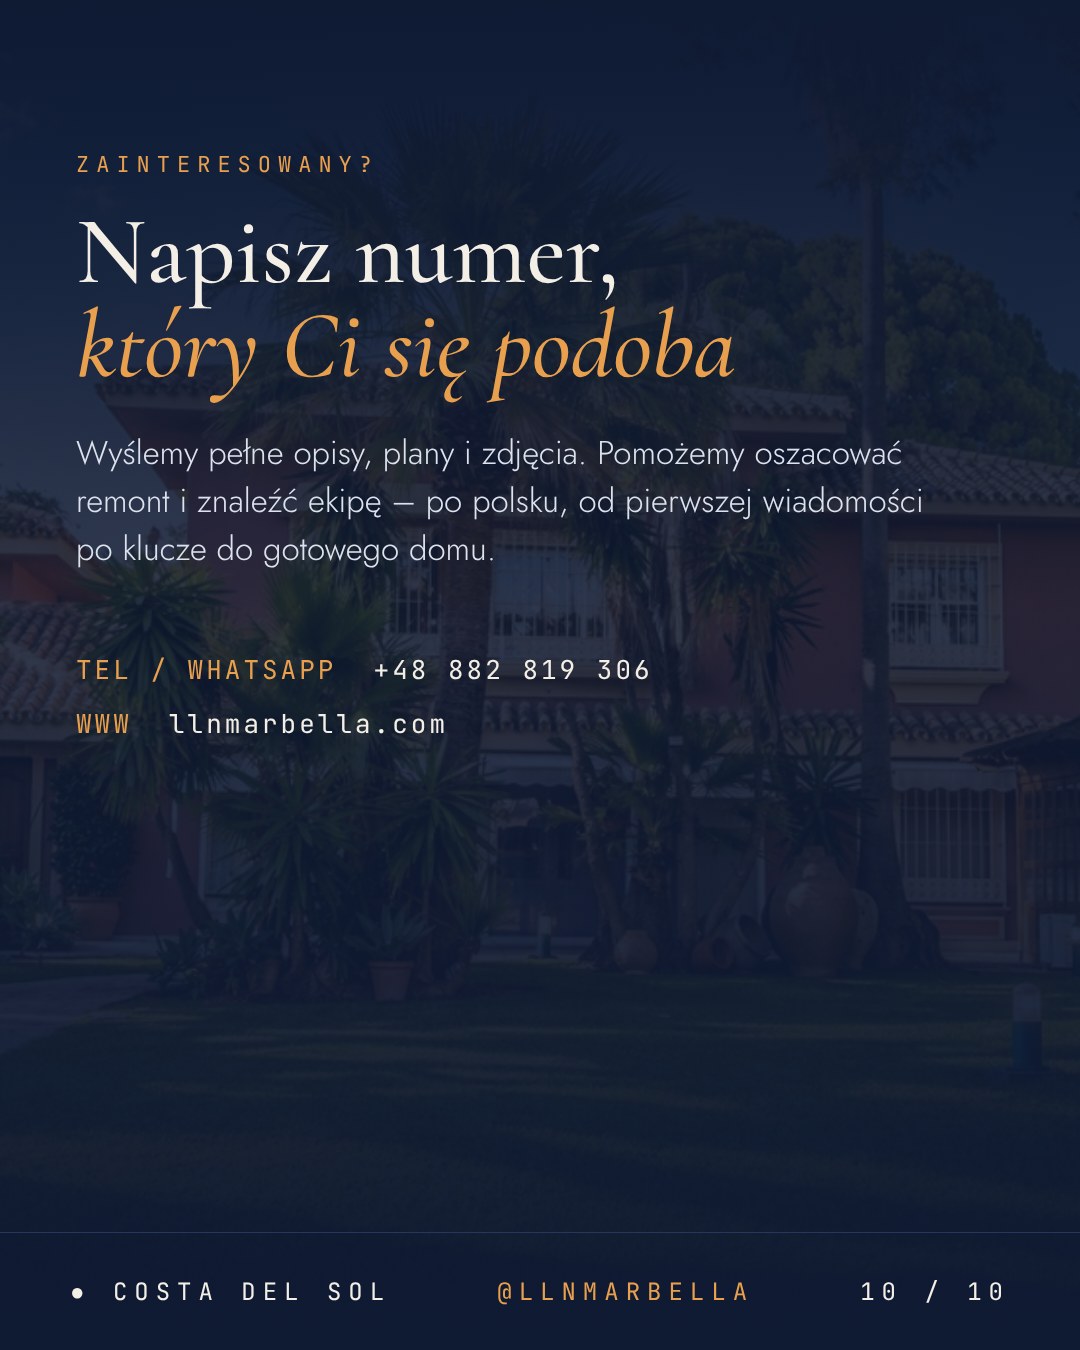 ZAINTERESOWANY?
Napisz numer,
który Ci się podoba
Wyślemy pełne opisy, plany i zdjęcia. Pomożemy oszacować
remont i znaleźć ekipę — po polsku, od pierwszej wiadomości
po klucze do gotowego domu.
TEL / WHATSAPP +48 882 819 306
WWW llnmarbella.com
• COSTA DEL SOL @LLNMARBELLA 10 / 10